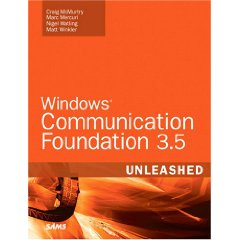 Craig McMurtry
Marc Mercuri
Nigel Watling
Matt Winkler
Windows®
Communication
Foundation 3.5
UNLEASHED
SAMS